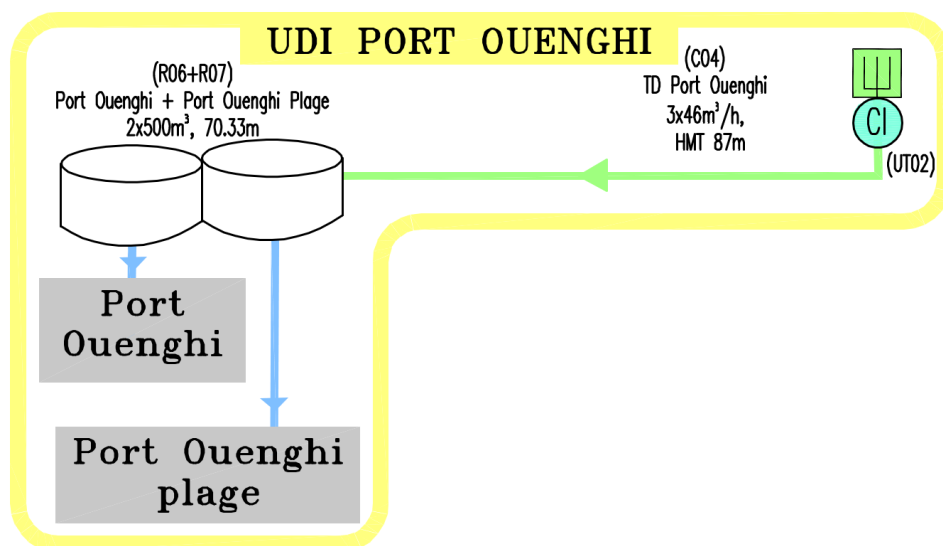 UDI PORT OUENGHI
(R06+R07)
Port Ouenghi + Port Ouenghi Plage
2x500m³, 70.33m
(C04)
TD Port Ouenghi
3x46m³/h,
HMT 87m
Cl
(UT02)
Port
Ouenghi
Port Ouenghi
plage